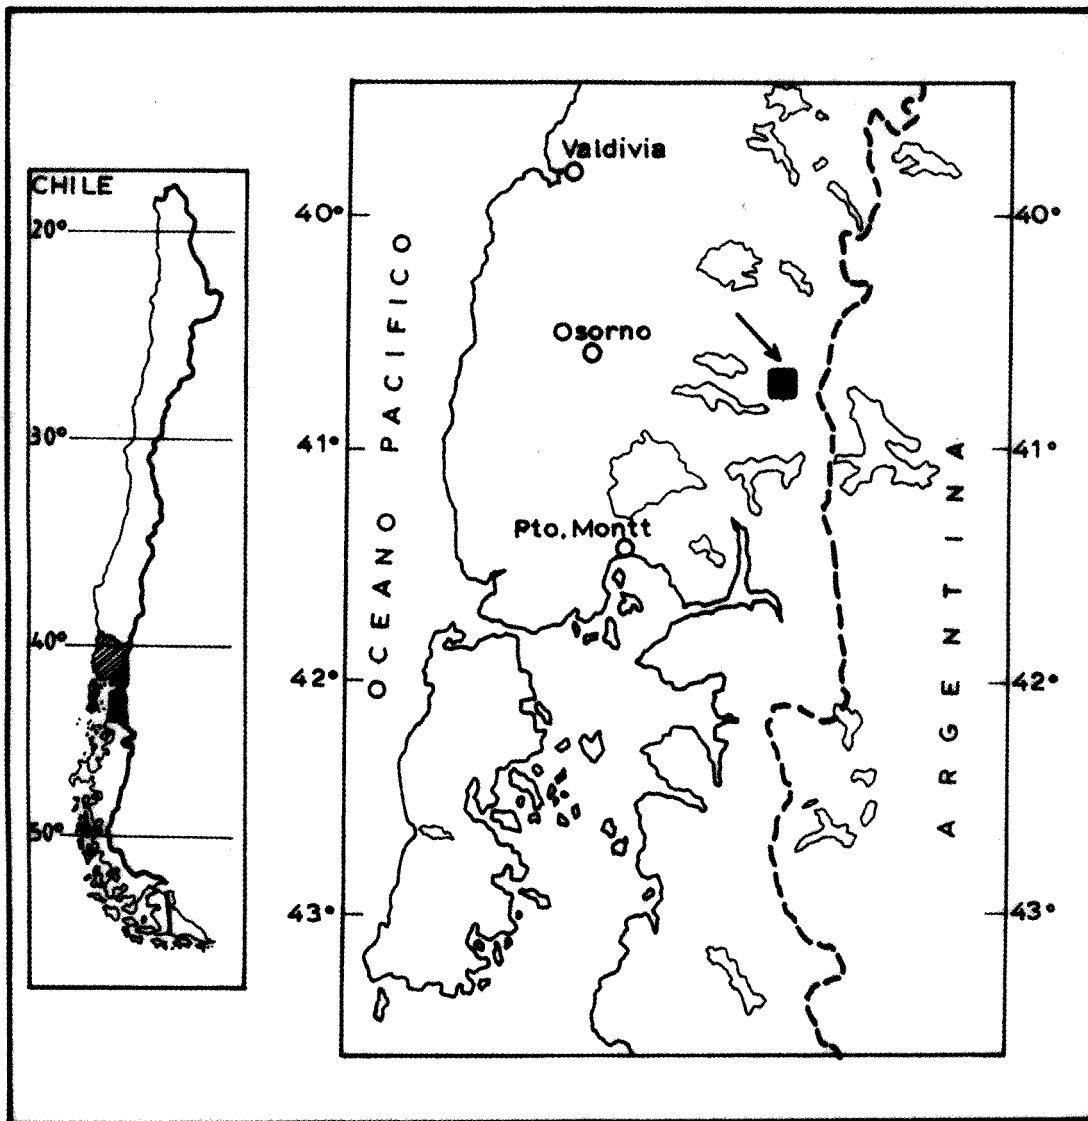 CHILE
20°
30°
40°
50°
Valdivia
40°
40°
Osorno
41°
41°
Pto. Montt
42°
42°
43°
43°
OCEANO PACIFICO
ARGENTINA